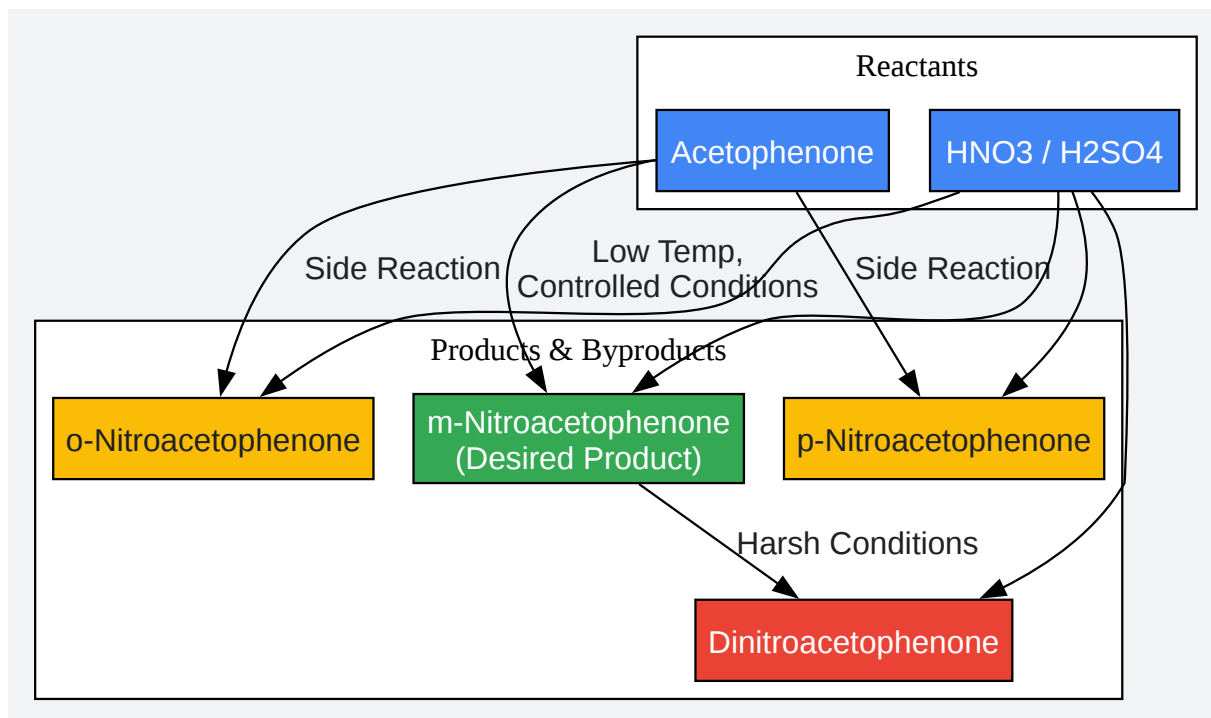 Reactants
Acetophenone
HNO3 / H2SO4
Side Reaction
Low Temp,
Controlled Conditions
Side Reaction
Products & Byproducts
o-Nitroacetophenone
m-Nitroacetophenone
(Desired Product)
p-Nitroacetophenone
Harsh Conditions
Dinitroacetophenone